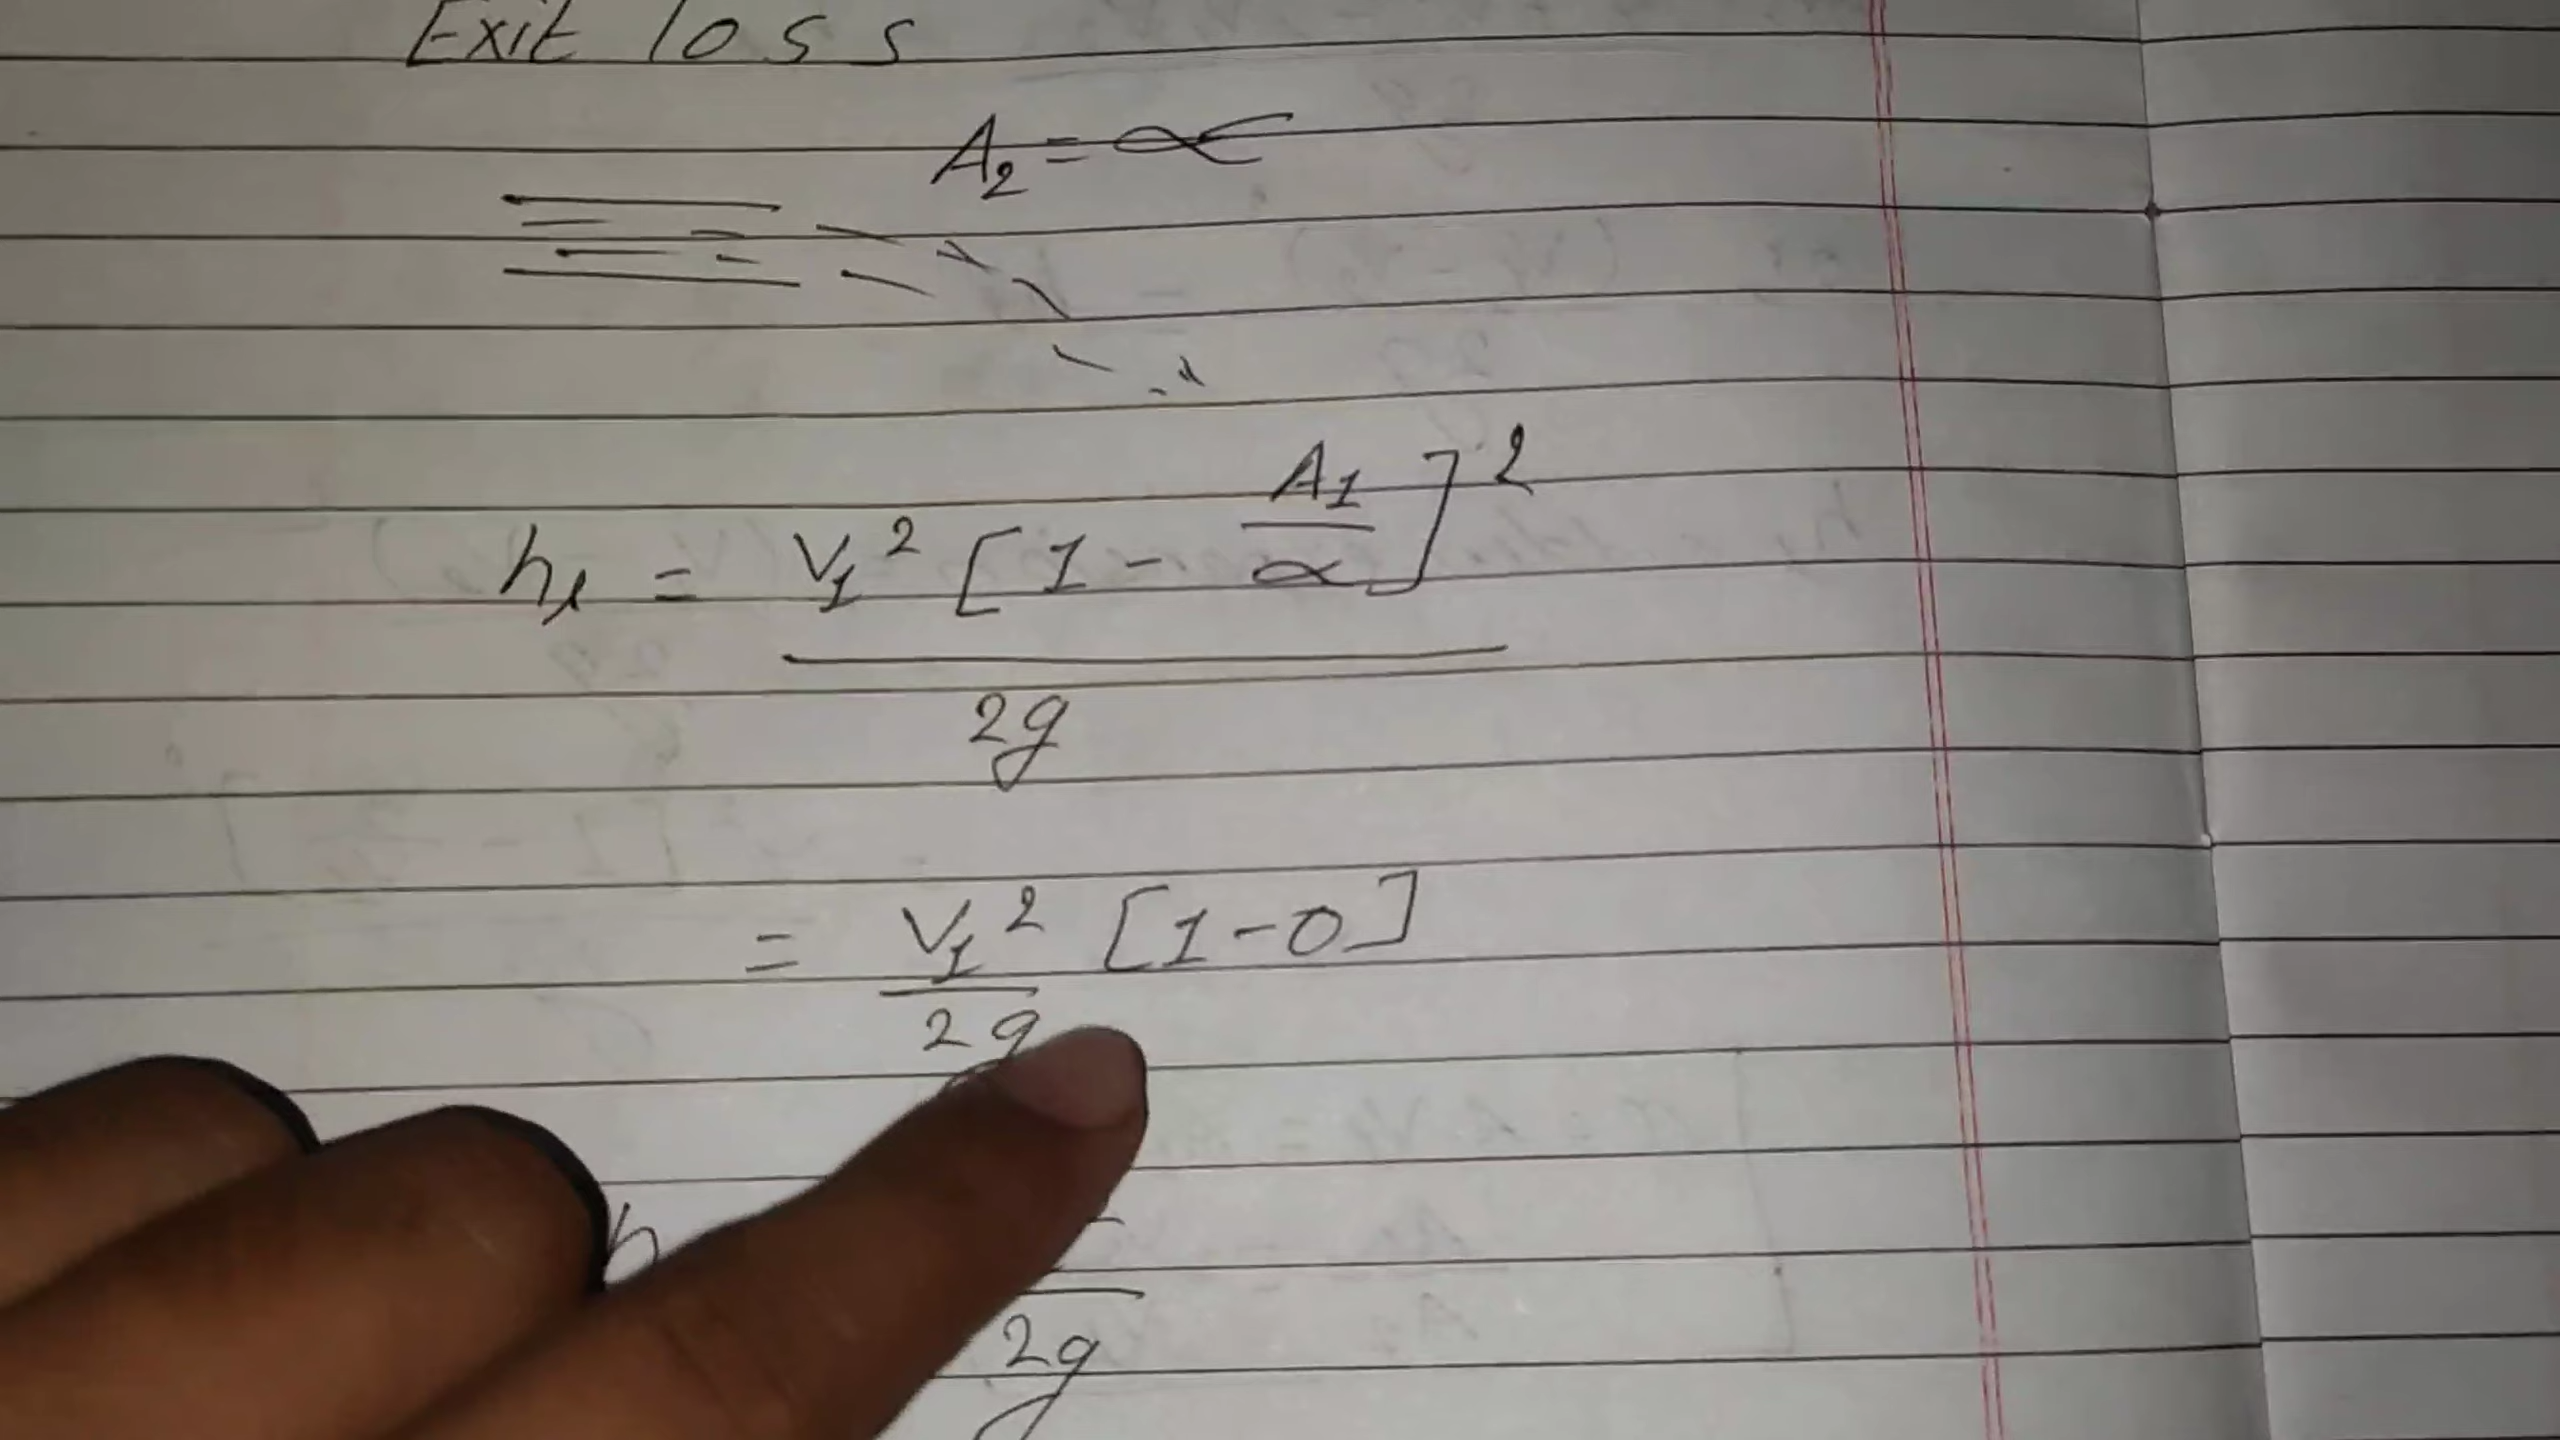 Exit loss
A₂ = ∝
hₗ = V₁² [1 - A₁/∝]² / 2g
= V₁²/2g [1-0]
h
2g